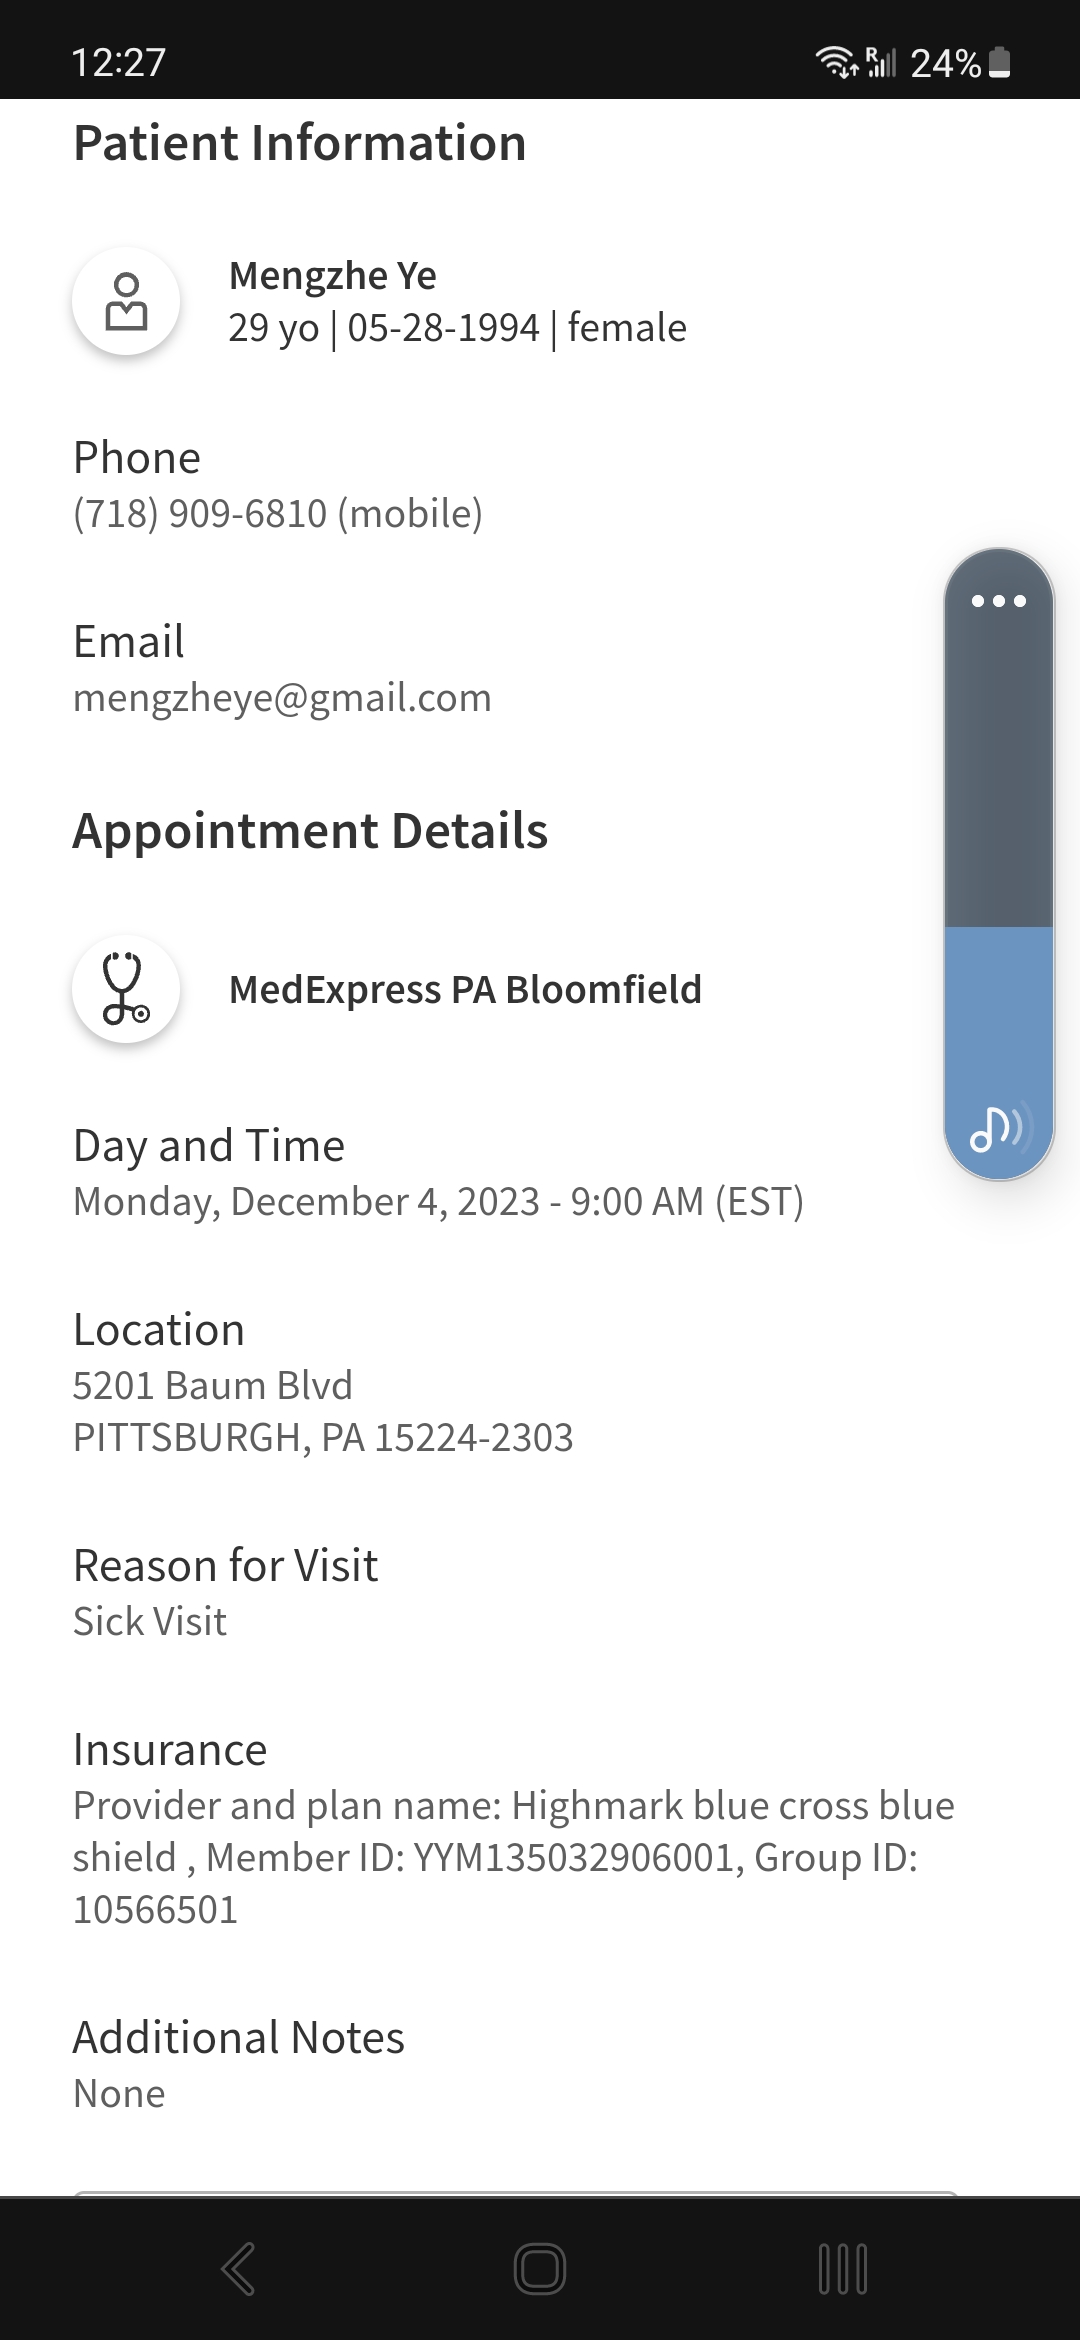 12:27
R
24%
Patient Information
Mengzhe Ye
29 yo | 05-28-1994 | female
Phone
(718) 909-6810 (mobile)
Email
mengzheye@gmail.com
Appointment Details
MedExpress PA Bloomfield
Day and Time
Monday, December 4, 2023 - 9:00 AM (EST)
Location
5201 Baum Blvd
PITTSBURGH, PA 15224-2303
Reason for Visit
Sick Visit
Insurance
Provider and plan name: Highmark blue cross blue
shield , Member ID: YYM135032906001, Group ID:
10566501
Additional Notes
None